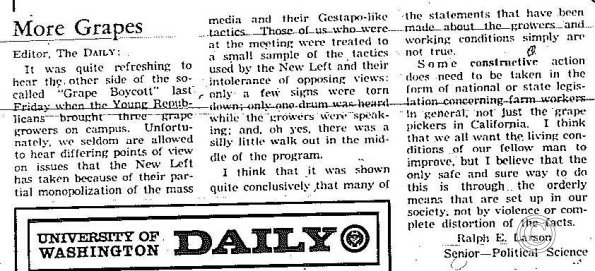 More Grapes
Editor, The DAILY:
It was quite refreshing to
hear the other side of the so-
called "Grape Boycott" last
Friday when the Young Repub-
licans brought three grape
growers on campus. Unfortu-
nately, we seldom are allowed
to hear differing points of view
on issues that the New Left
has taken because of their par-
tial monopolization of the mass
media and their Gestapo-like
tactics. Those of us who were
at the meeting were treated to
a small sample of the tactics
used by the New Left and their
intolerance of opposing views:
only a few signs were torn
down; only one drum was heard
while the growers were speak-
ing; and, oh yes, there was a
silly little walk out in the mid-
dle of the program.
I think that it was shown
quite conclusively that many of
the statements that have been
made about the growers and
working conditions simply are
not true.
Some constructive action
does need to be taken in the
form of national or state legis-
lation concerning farm workers
in general, not just the grape
pickers in California. I think
that we all want the living con-
ditions of our fellow man to
improve, but I believe that the
only safe and sure way to do
this is through the orderly
means that are set up in our
society, not by violence or com-
plete distortion of the facts.
Ralph E. Larson
Senior—Political Science
UNIVERSITY OF
WASHINGTON
DAILY